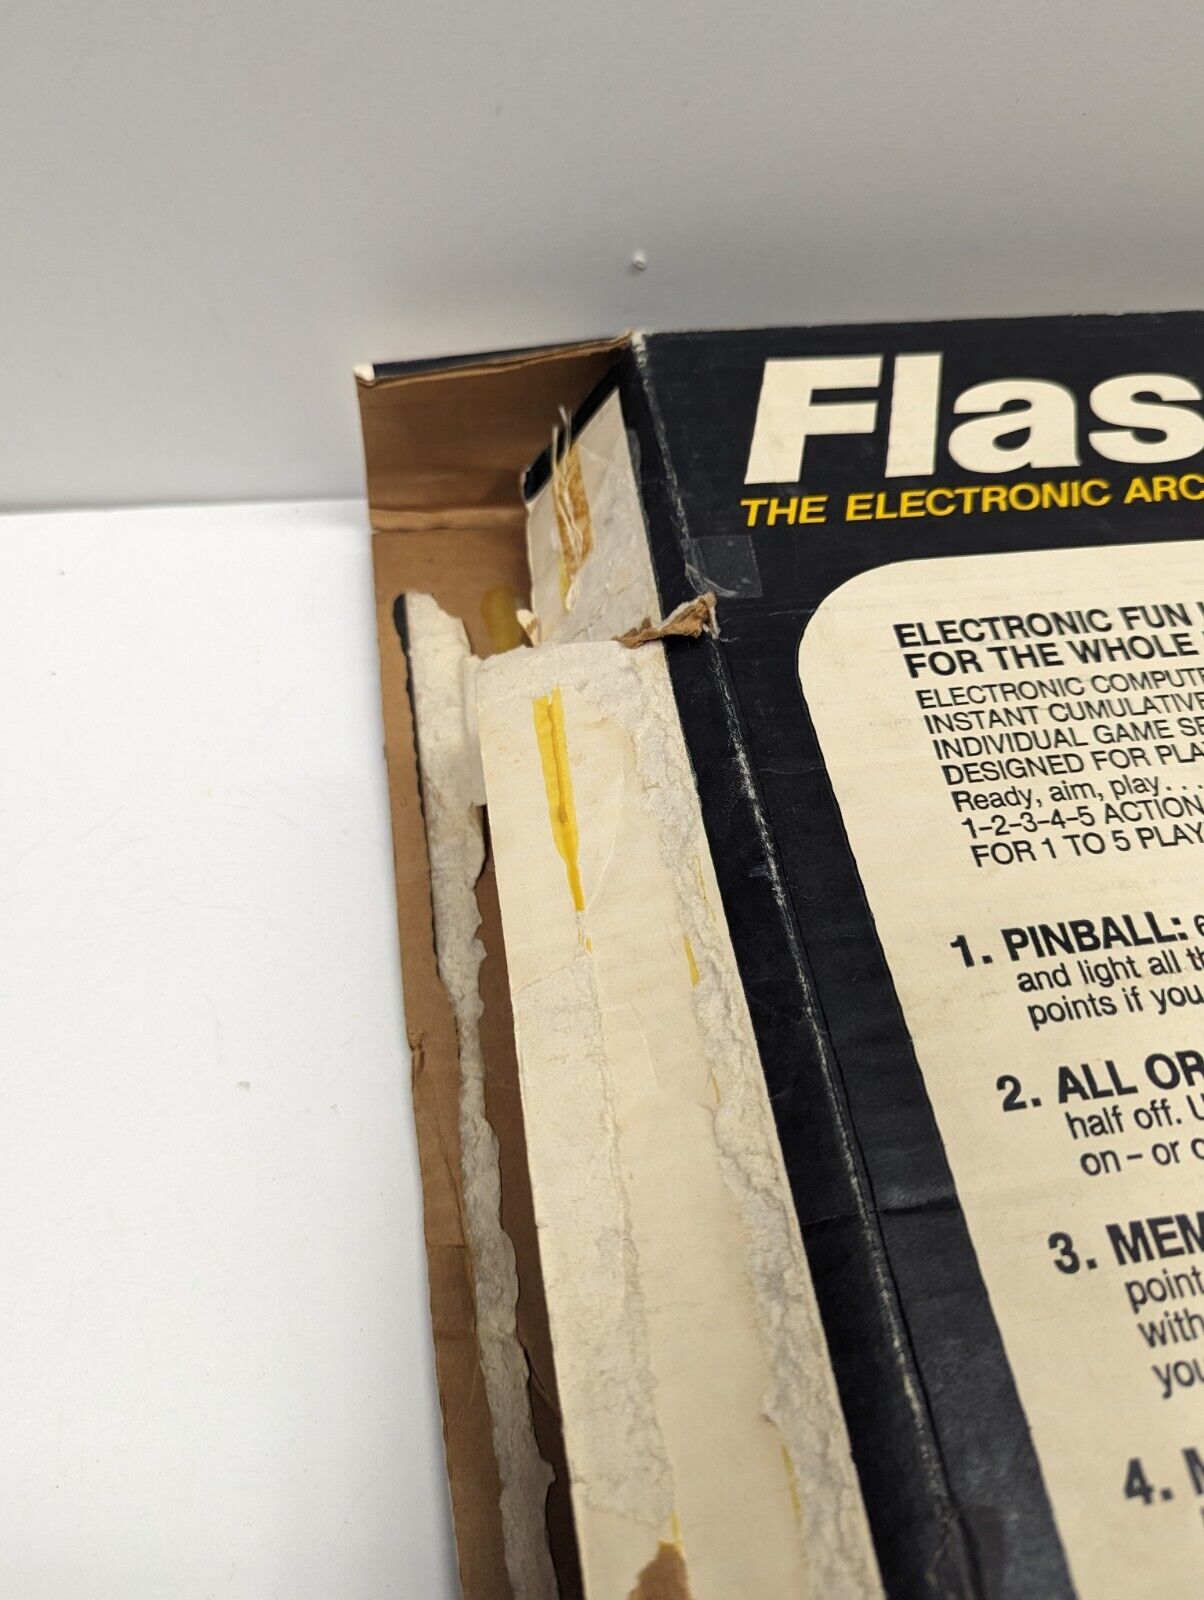 Flas
THE ELECTRONIC ARC
ELECTRONIC FUN
FOR THE WHOLE
ELECTRONIC COMPUTE
INSTANT CUMULATIVE
INDIVIDUAL GAME SE
DESIGNED FOR PLA
Ready, aim, play...
1-2-3-4-5 ACTION
FOR 1 TO 5 PLAY
1. PINBALL: 6
and light all th
points if you
2. ALL OR
half off. U
on – or o
3. MEM
point
with
you
4. M